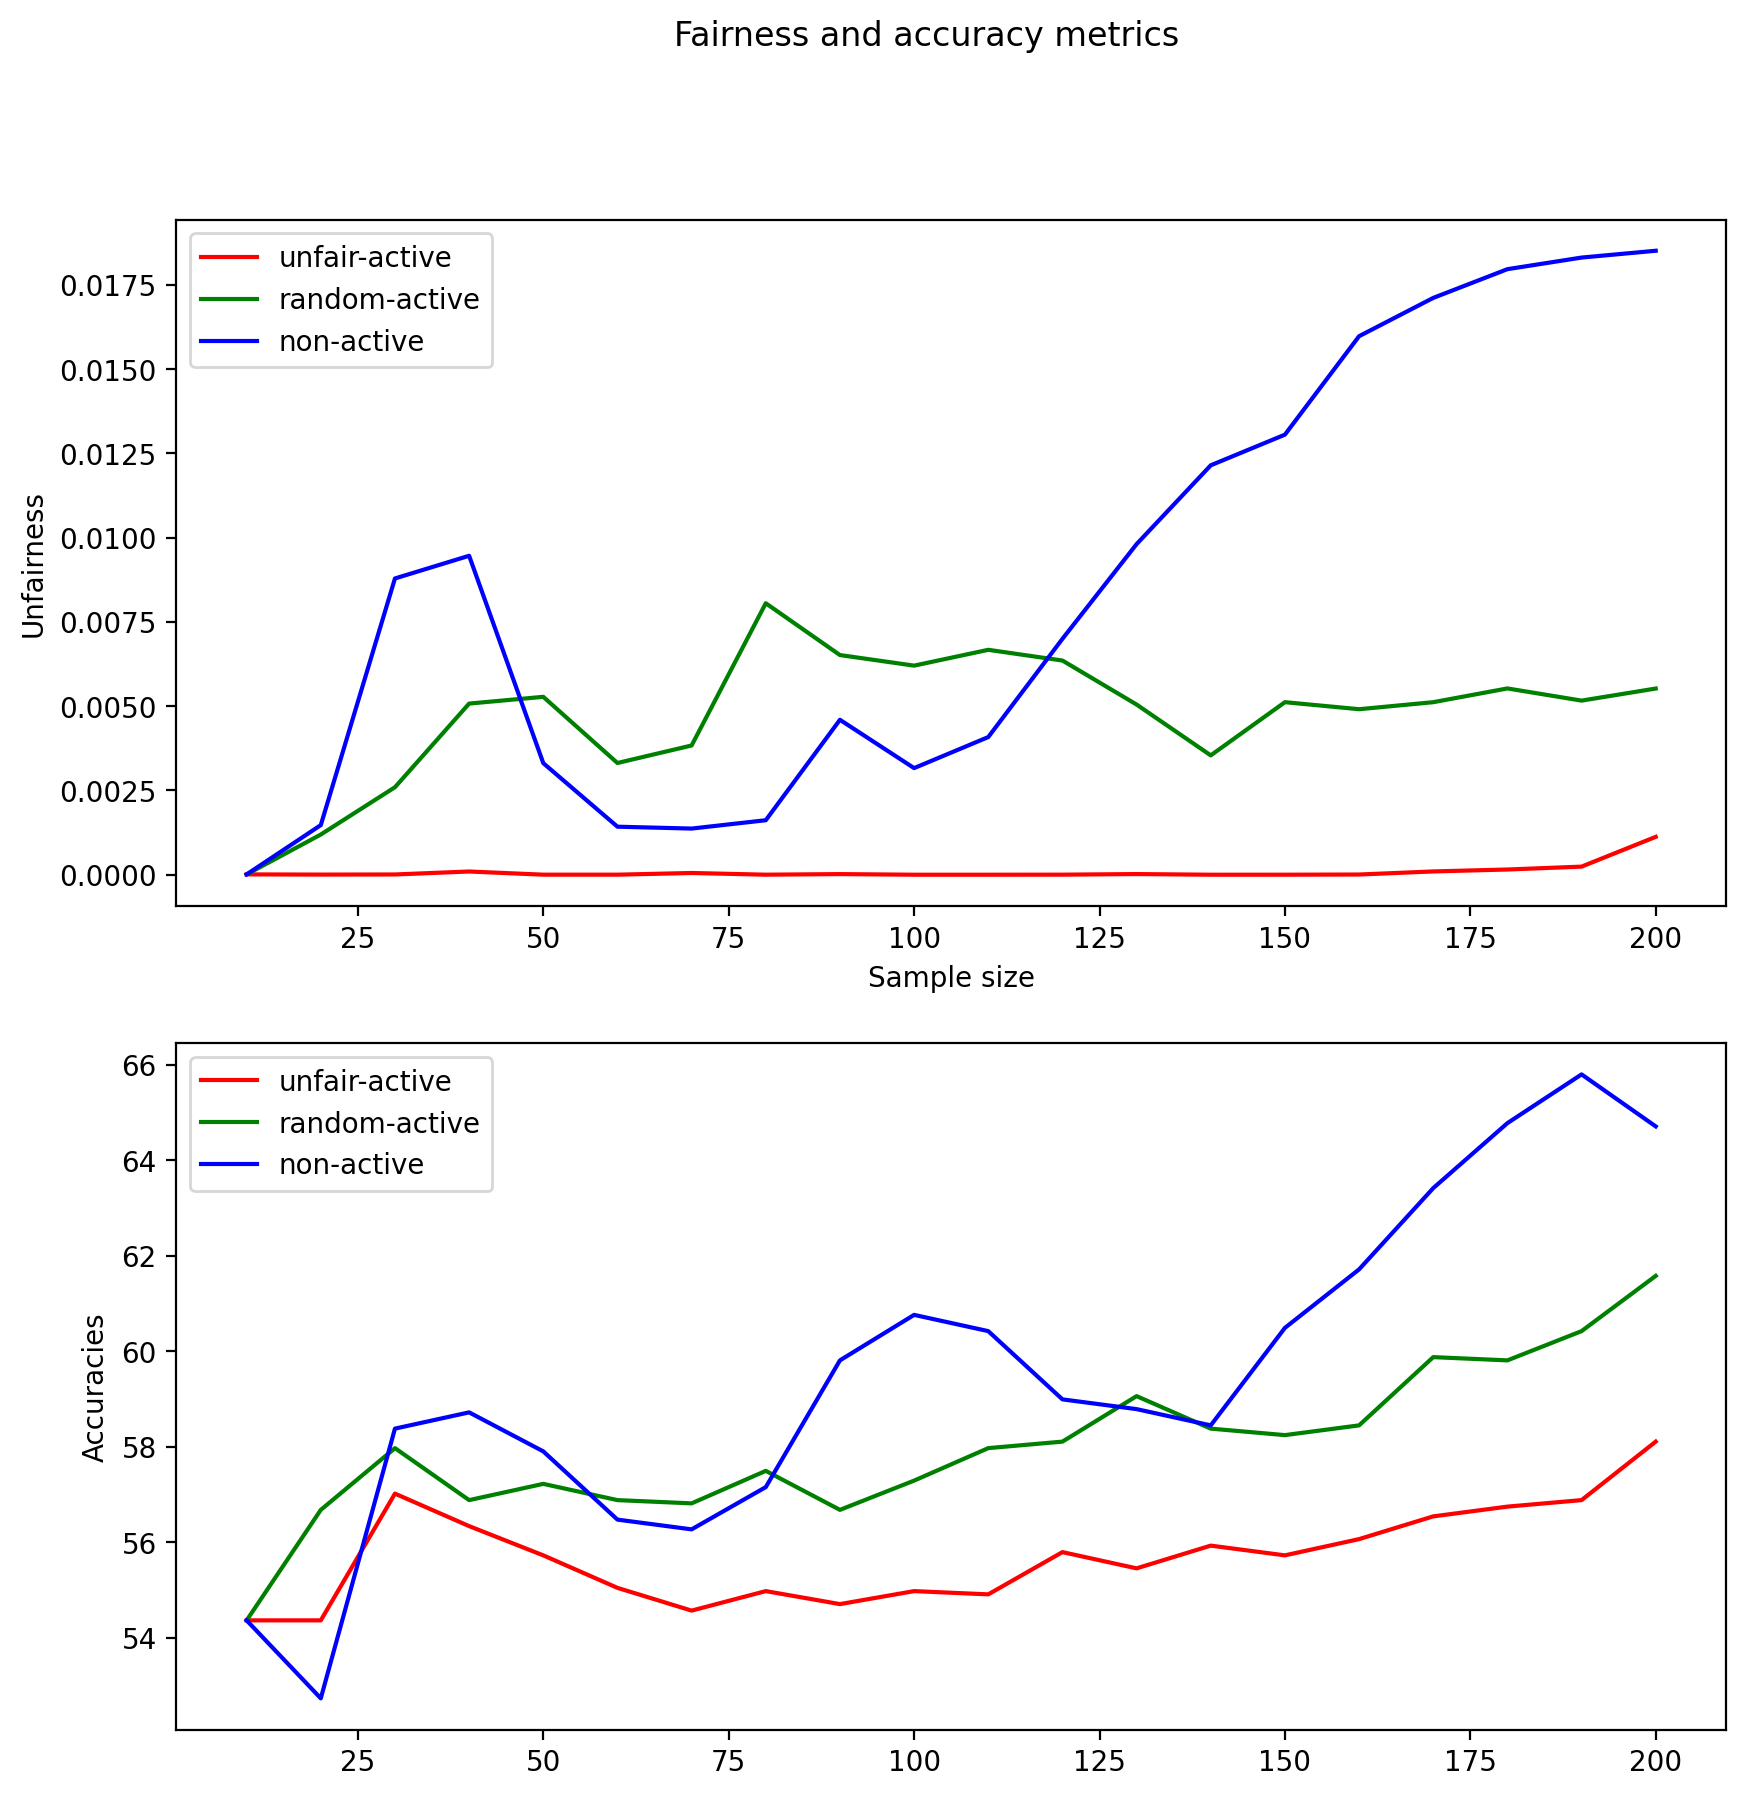 Fairness and accuracy metrics
unfair-active
random-active
non-active
0.0175
0.0150
0.0125
0.0100
0.0075
0.0050
0.0025
0.0000
Unfairness
25 50 75 100 125 150 175 200
Sample size
unfair-active
random-active
non-active
66
64
62
60
58
56
54
Accuracies
25 50 75 100 125 150 175 200